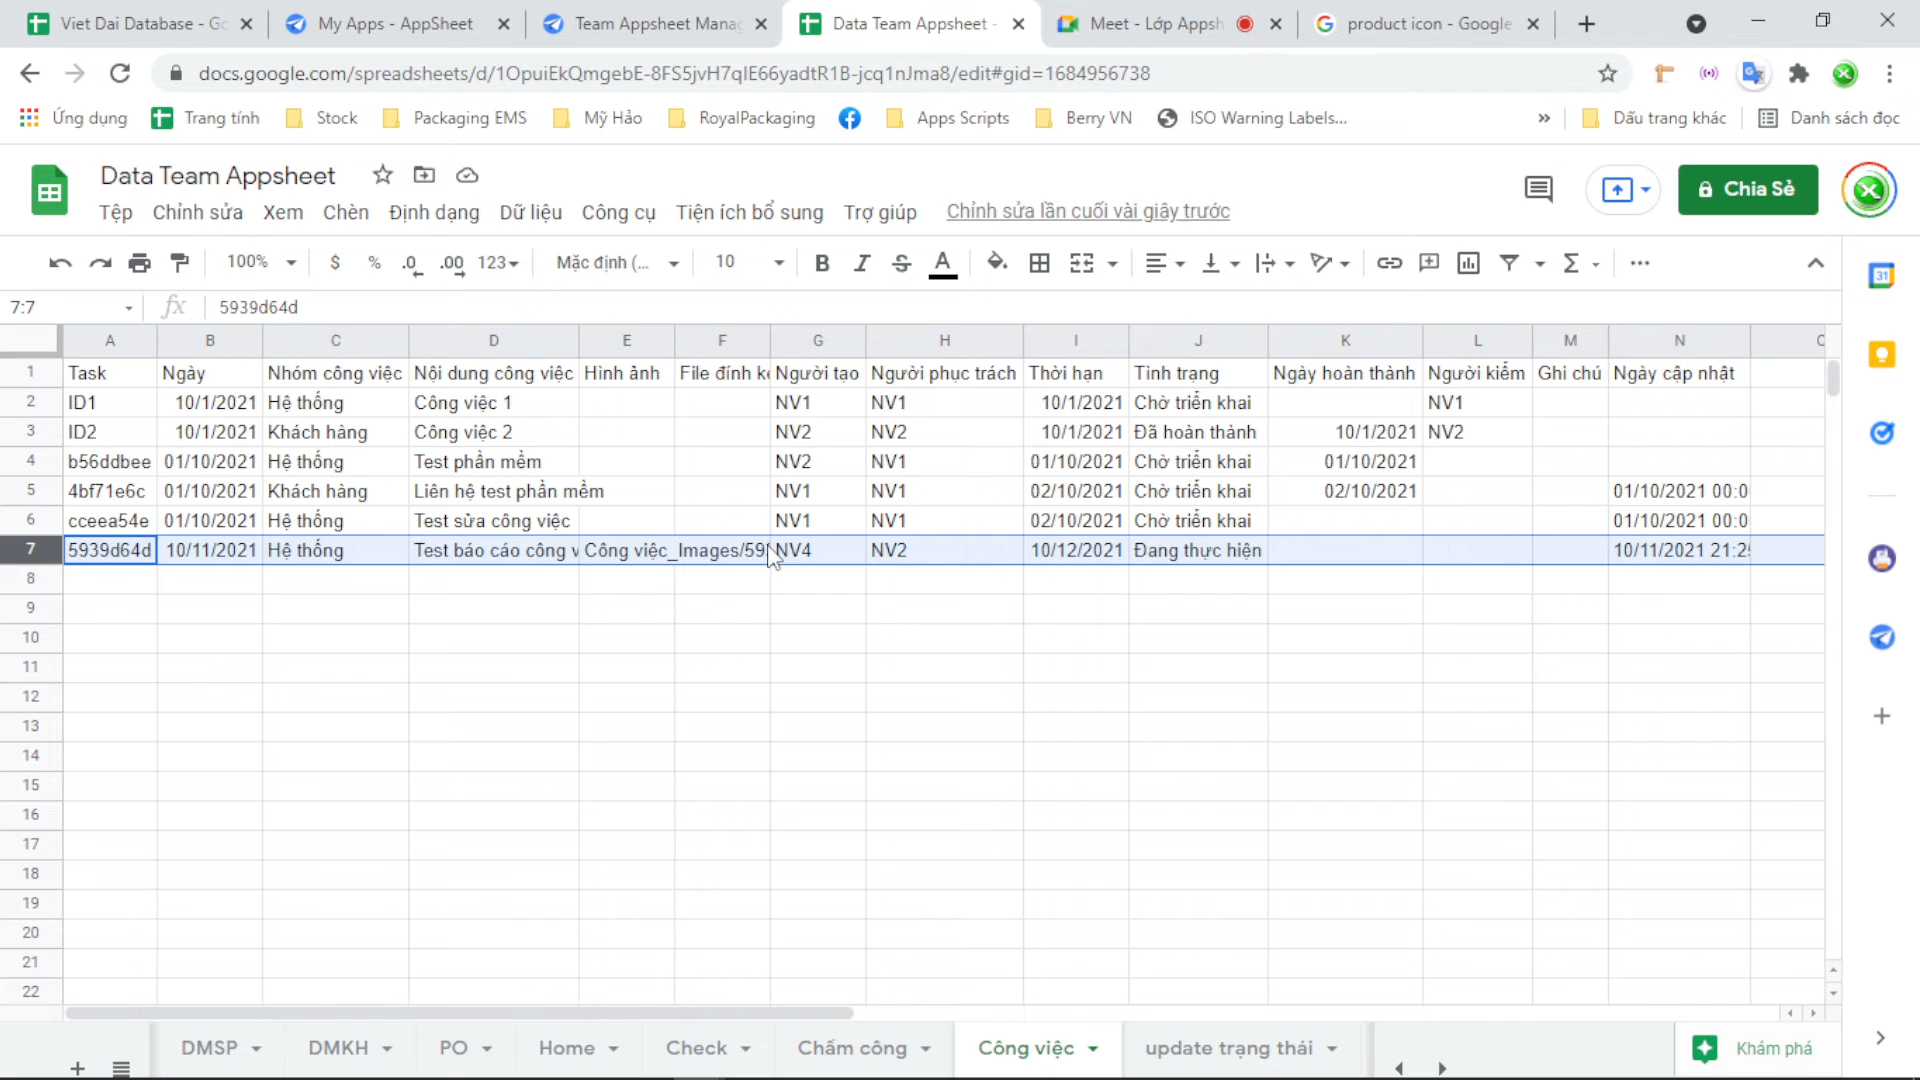 Viet Dai Database - Go
My Apps - AppSheet
Team Appsheet Manag
Data Team Appsheet -
Meet - Lớp Appsh
product icon - Google
docs.google.com/spreadsheets/d/1OpuiEkQmgebE-8FS5jvH7qIE66yadtR1B-jcq1nJma8/edit#gid=1684956738
Ứng dụng Trang tính Stock Packaging EMS Mỹ Hảo RoyalPackaging Apps Scripts Berry VN ISO Warning Labels... » Dấu trang khác Danh sách đọc
Data Team Appsheet
Tệp Chỉnh sửa Xem Chèn Định dạng Dữ liệu Công cụ Tiện ích bổ sung Trợ giúp Chỉnh sửa lần cuối vài giây trước
Chia Sẻ
100% $ % .0 .00 123 Mặc định (... 10 B I S A
7:7 fx 5939d64d
A B C D E F G H I J K L M N
1 Task Ngày Nhóm công việc Nội dung công việc Hình ảnh File đính k Người tạo Người phục trách Thời hạn Tình trạng Ngày hoàn thành Người kiểm Ghi chú Ngày cập nhật
2 ID1 10/1/2021 Hệ thống Công việc 1 NV1 NV1 10/1/2021 Chờ triển khai NV1
3 ID2 10/1/2021 Khách hàng Công việc 2 NV2 NV2 10/1/2021 Đã hoàn thành 10/1/2021 NV2
4 b56ddbee 01/10/2021 Hệ thống Test phần mềm NV2 NV1 01/10/2021 Chờ triển khai 01/10/2021
5 4bf71e6c 01/10/2021 Khách hàng Liên hệ test phần mềm NV1 NV1 02/10/2021 Chờ triển khai 02/10/2021 01/10/2021 00:0
6 cceea54e 01/10/2021 Hệ thống Test sửa công việc NV1 NV1 02/10/2021 Chờ triển khai 01/10/2021 00:0
7 5939d64d 10/11/2021 Hệ thống Test báo cáo công v Công việc_Images/59 NV4 NV2 10/12/2021 Đang thực hiện 10/11/2021 21:2
8
9
10
11
12
13
14
15
16
17
18
19
20
21
22
DMSP DMKH PO Home Check Chấm công Công việc update trạng thái Khám phá